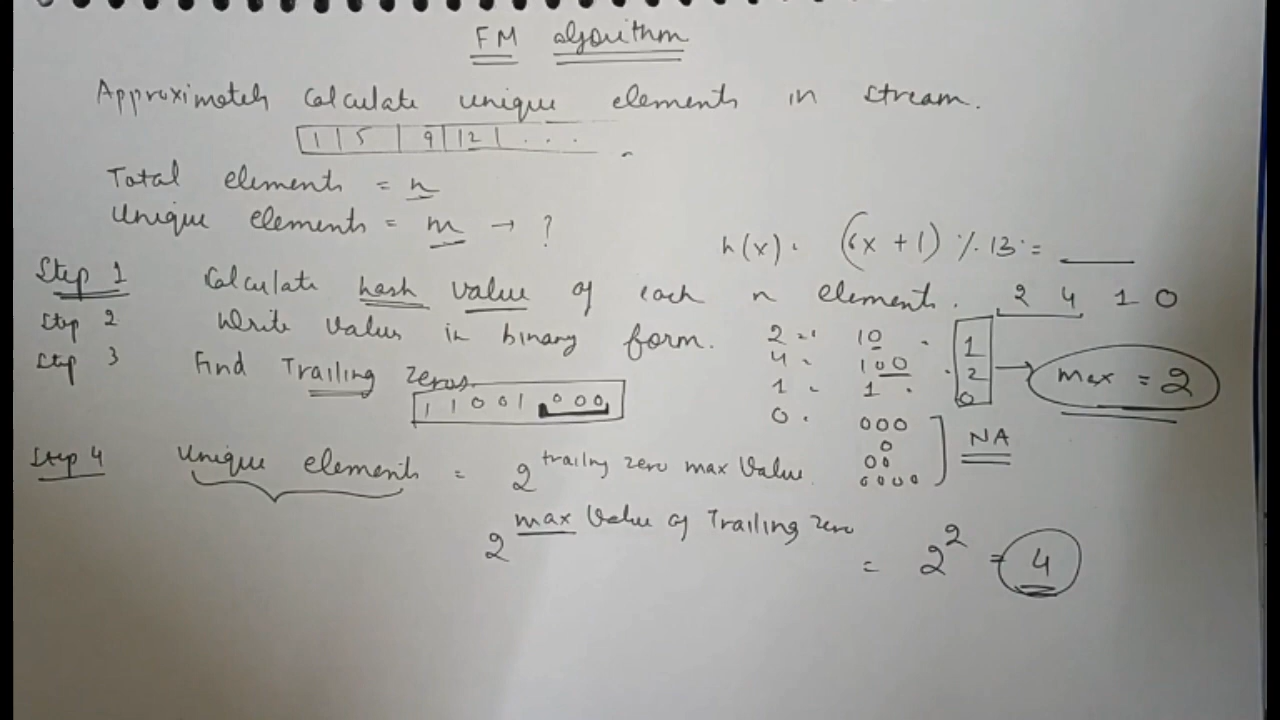 FM algorithm
Approximately Calculate unique elements in stream.
1 | 5 | 9 | 12 | . . .
Total elements = n
Unique elements = m → ?
h(x) = (6x + 1) % 13 = ____
Step 1 Calculate hash value of each n element. 2 4 1 0
Step 2 Write value in binary form.
Step 3 Find Trailing zeros.
1 1 0 0 1 0 0 0
2 = 10 = 1
4 = 100 = 2
1 = 1 = 0
max = 2
0 = 000
0
00
0000
NA
Step 4 Unique elements = 2^trailng zero max Value.
2^max Value of Trailing zero = 2^2 = 4